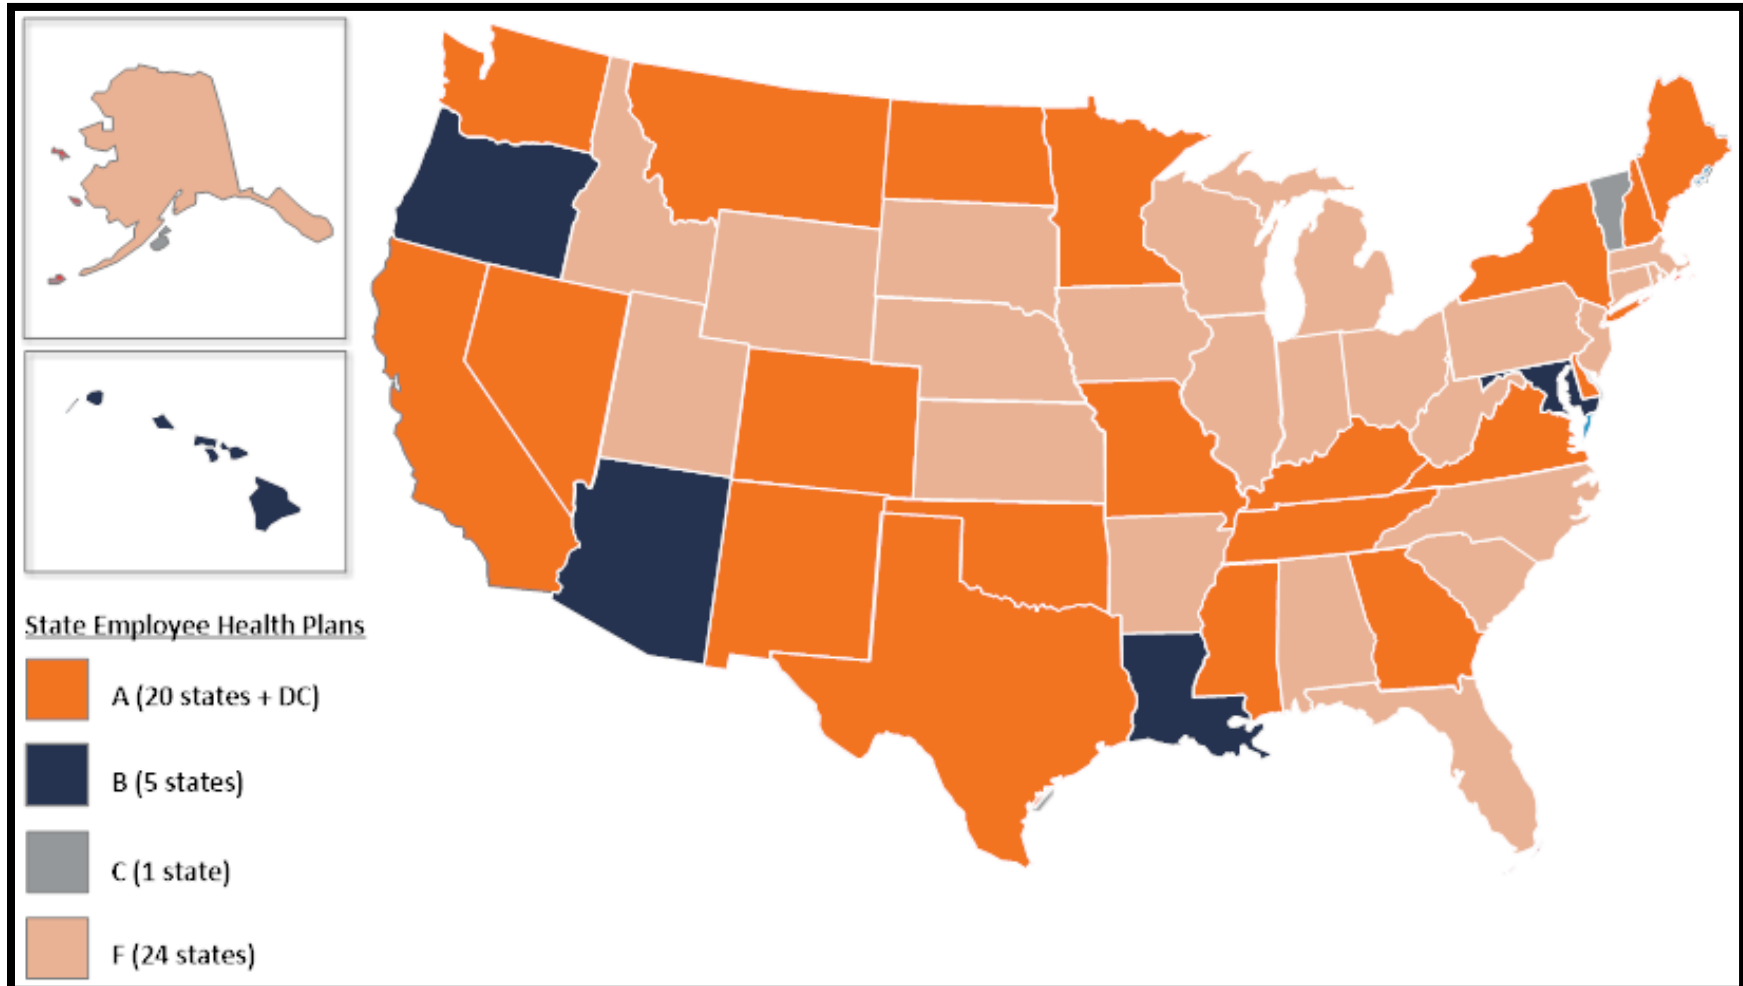 State Employee Health Plans
A (20 states + DC)
B (5 states)
C (1 state)
F (24 states)